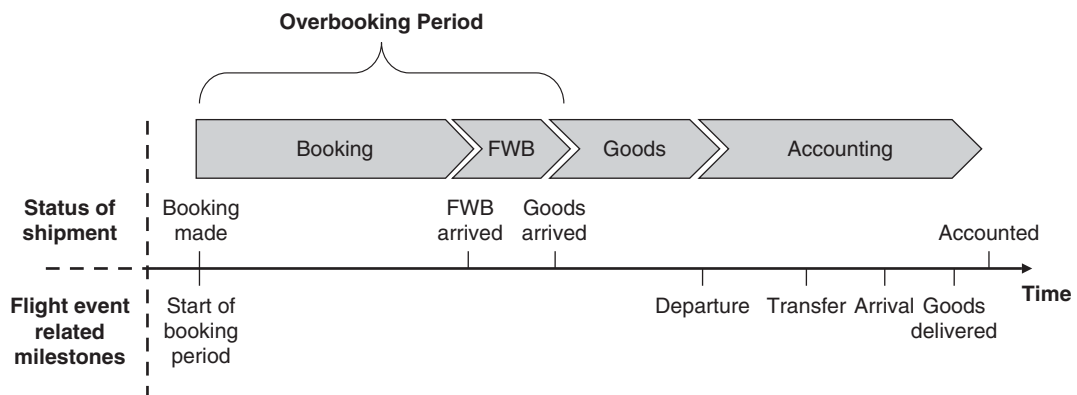 Overbooking Period
Booking
FWB
Goods
Accounting
Status of
shipment
Booking
made
FWB
arrived
Goods
arrived
Accounted
Time
Flight event
related
milestones
Start of
booking
period
Departure
Transfer
Arrival
Goods
delivered